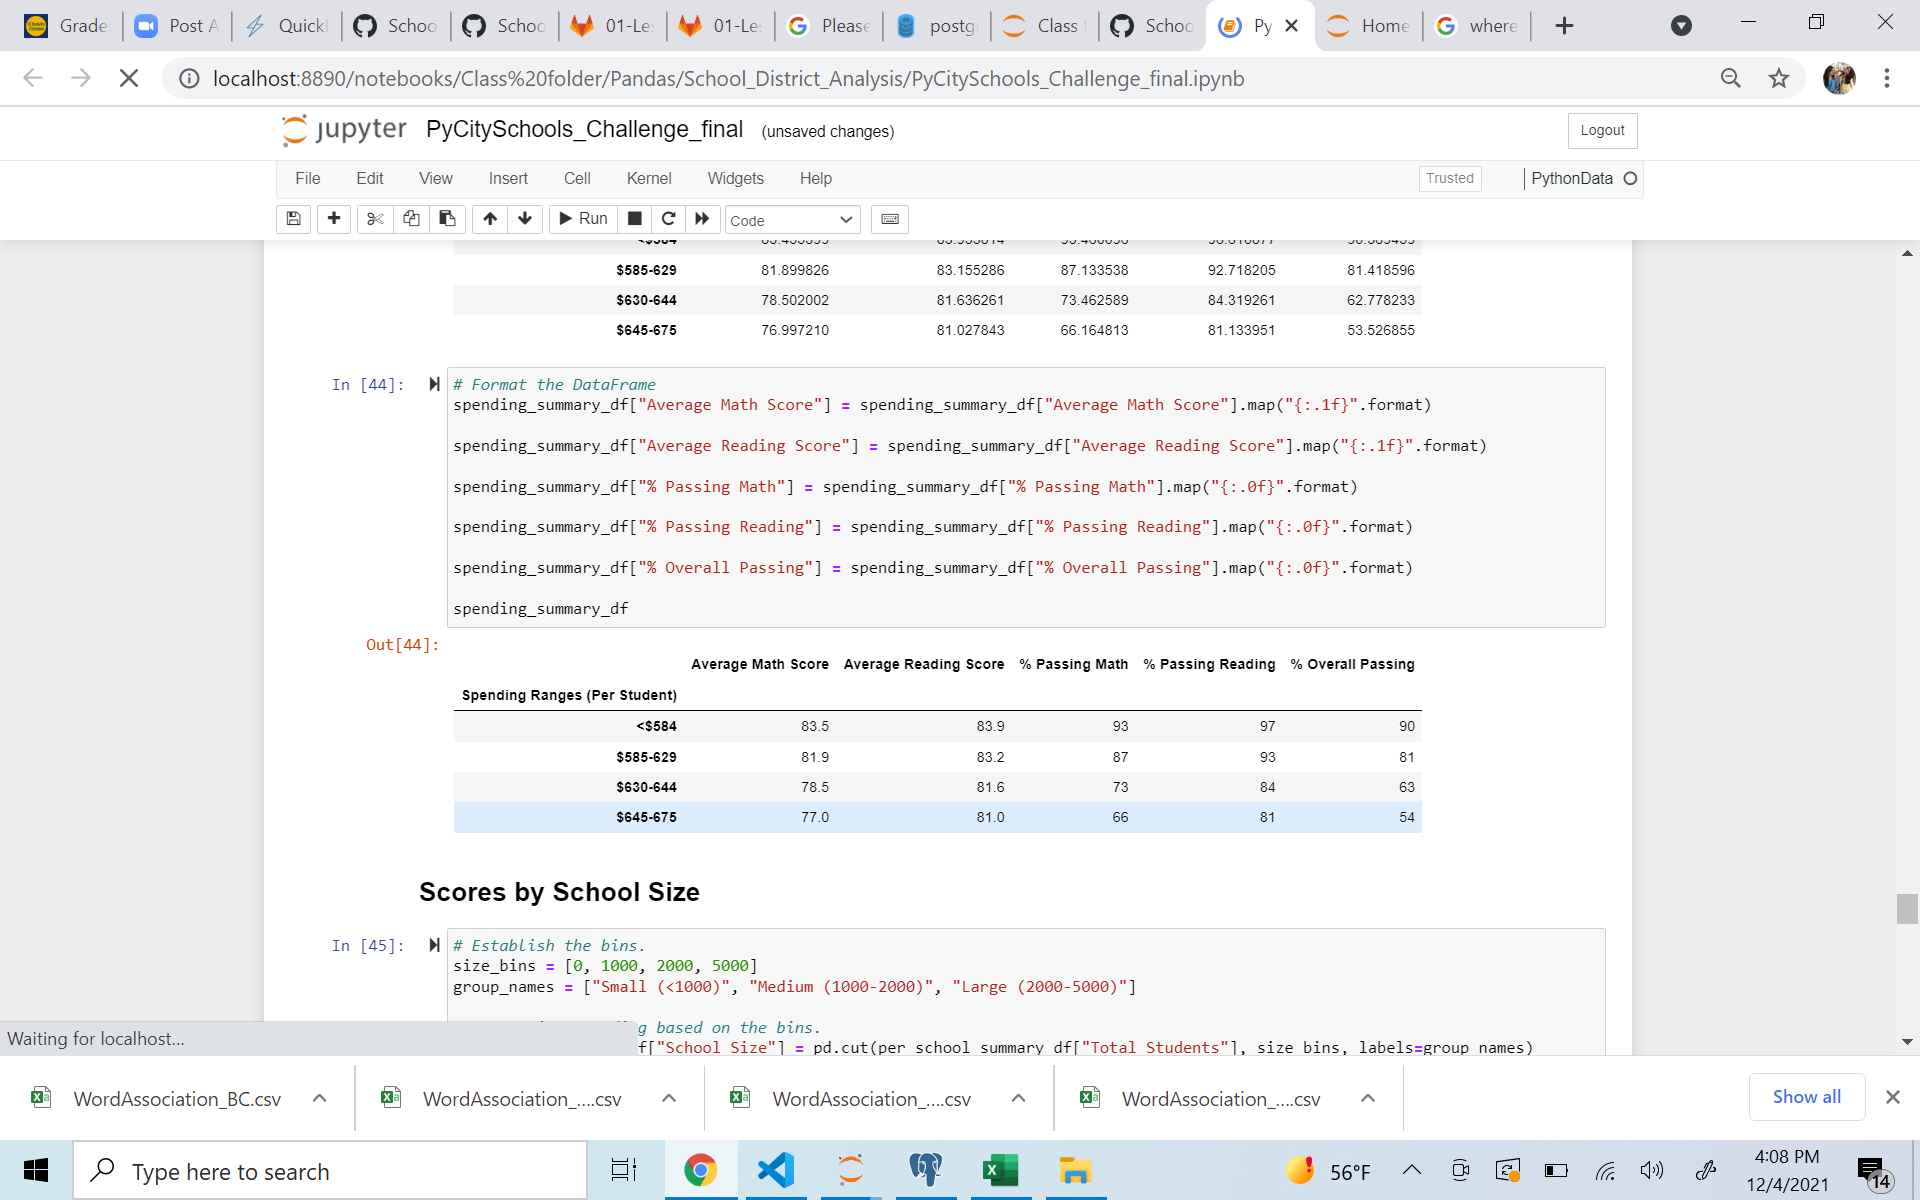 Grade
Post A
Quick
Schoo
Schoo
01-Les
01-Les
Please
postg
Class f
Schoo
Py
Home
where
localhost:8890/notebooks/Class%20folder/Pandas/School_District_Analysis/PyCitySchools_Challenge_final.ipynb
jupyter PyCitySchools_Challenge_final (unsaved changes)
Logout
File Edit View Insert Cell Kernel Widgets Help
Trusted
PythonData
Run
Code
$585-629 81.899826 83.155286 87.133538 92.718205 81.418596
$630-644 78.502002 81.636261 73.462589 84.319261 62.778233
$645-675 76.997210 81.027843 66.164813 81.133951 53.526855
In [44]:
# Format the DataFrame
spending_summary_df["Average Math Score"] = spending_summary_df["Average Math Score"].map("{:.1f}".format)
spending_summary_df["Average Reading Score"] = spending_summary_df["Average Reading Score"].map("{:.1f}".format)
spending_summary_df["% Passing Math"] = spending_summary_df["% Passing Math"].map("{:.0f}".format)
spending_summary_df["% Passing Reading"] = spending_summary_df["% Passing Reading"].map("{:.0f}".format)
spending_summary_df["% Overall Passing"] = spending_summary_df["% Overall Passing"].map("{:.0f}".format)
spending_summary_df
Out[44]:
Average Math Score Average Reading Score % Passing Math % Passing Reading % Overall Passing
Spending Ranges (Per Student)
<$584 83.5 83.9 93 97 90
$585-629 81.9 83.2 87 93 81
$630-644 78.5 81.6 73 84 63
$645-675 77.0 81.0 66 81 54
Scores by School Size
In [45]:
# Establish the bins.
size_bins = [0, 1000, 2000, 5000]
group_names = ["Small (<1000)", "Medium (1000-2000)", "Large (2000-5000)"]
g based on the bins.
f["School Size"] = pd.cut(per_school_summary_df["Total Students"], size_bins, labels=group_names)
Waiting for localhost...
WordAssociation_BC.csv
WordAssociation_....csv
WordAssociation_....csv
WordAssociation_....csv
Show all
Type here to search
56°F
4:08 PM
12/4/2021
14